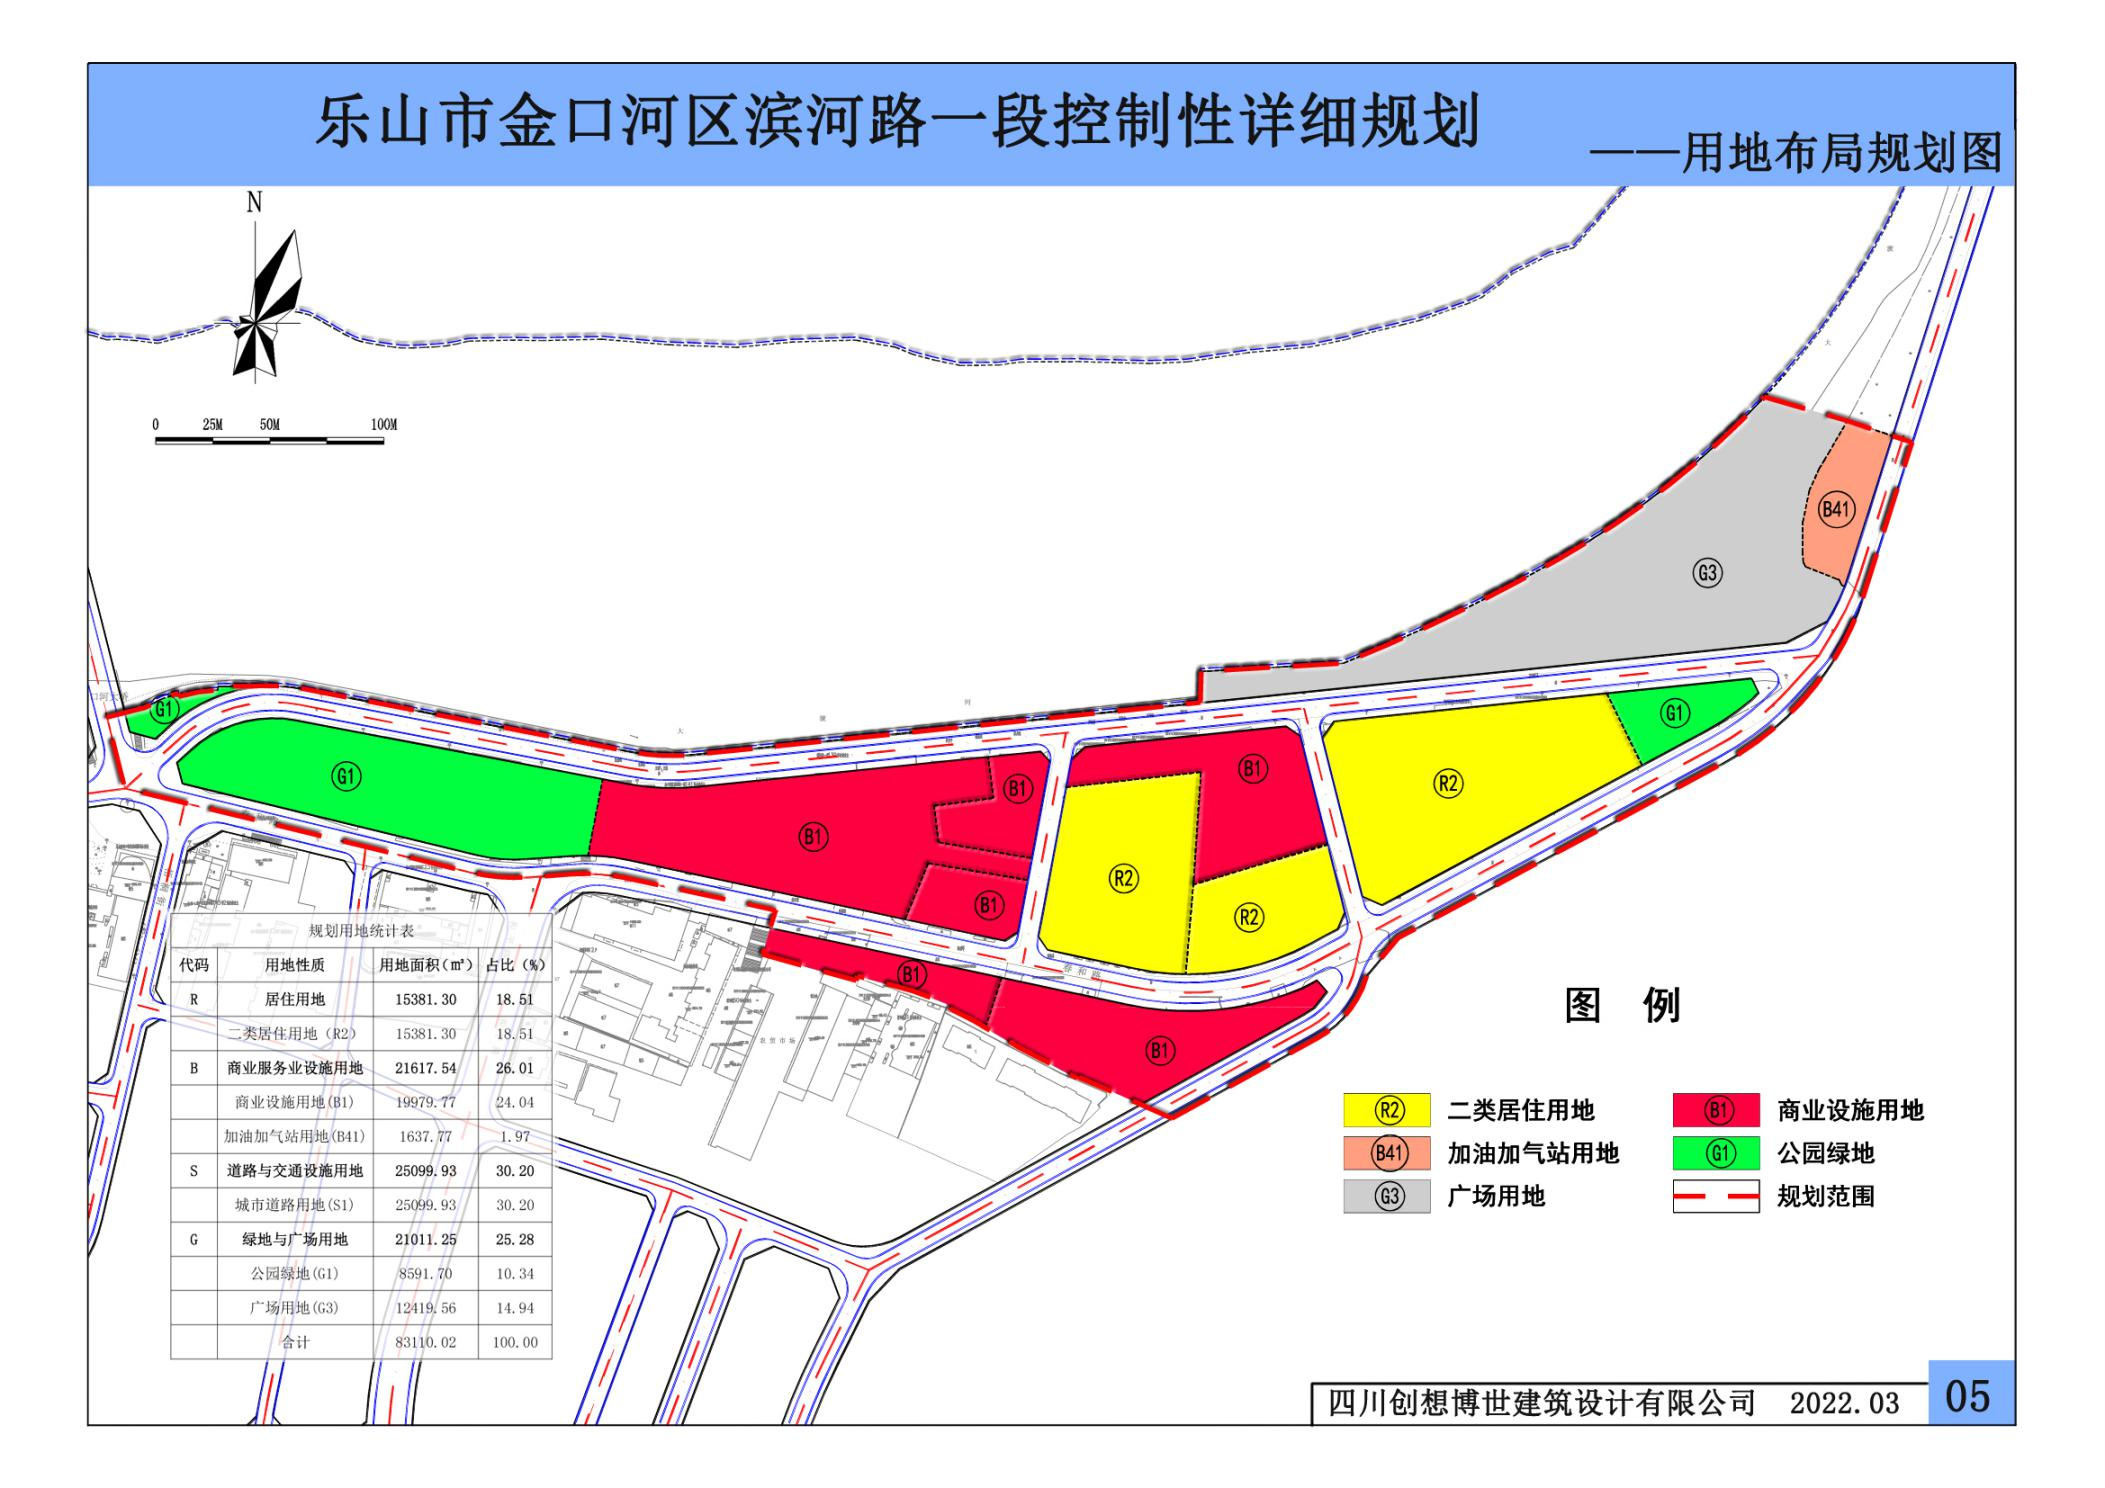 乐山市金口河区滨河路一段控制性详细规划
——用地布局规划图
N
0 25M 50M 100M
B41
G3
大
渡
河
G1
G1
G1
B1
B1
B1
B1
B1
B1
R2
R2
R2
春和路
农贸市场
规划用地统计表
代码 用地性质 用地面积(㎡) 占比(%)
R 居住用地 15381.30 18.51
二类居住用地(R2) 15381.30 18.51
B 商业服务业设施用地 21617.54 26.01
商业设施用地(B1) 19979.77 24.04
加油加气站用地(B41) 1637.77 1.97
S 道路与交通设施用地 25099.93 30.20
城市道路用地(S1) 25099.93 30.20
G 绿地与广场用地 21011.25 25.28
公园绿地(G1) 8591.70 10.34
广场用地(G3) 12419.56 14.94
合计 83110.02 100.00
图 例
R2 二类居住用地 B1 商业设施用地
B41 加油加气站用地 G1 公园绿地
G3 广场用地 规划范围
四川创想博世建筑设计有限公司 2022.03 05